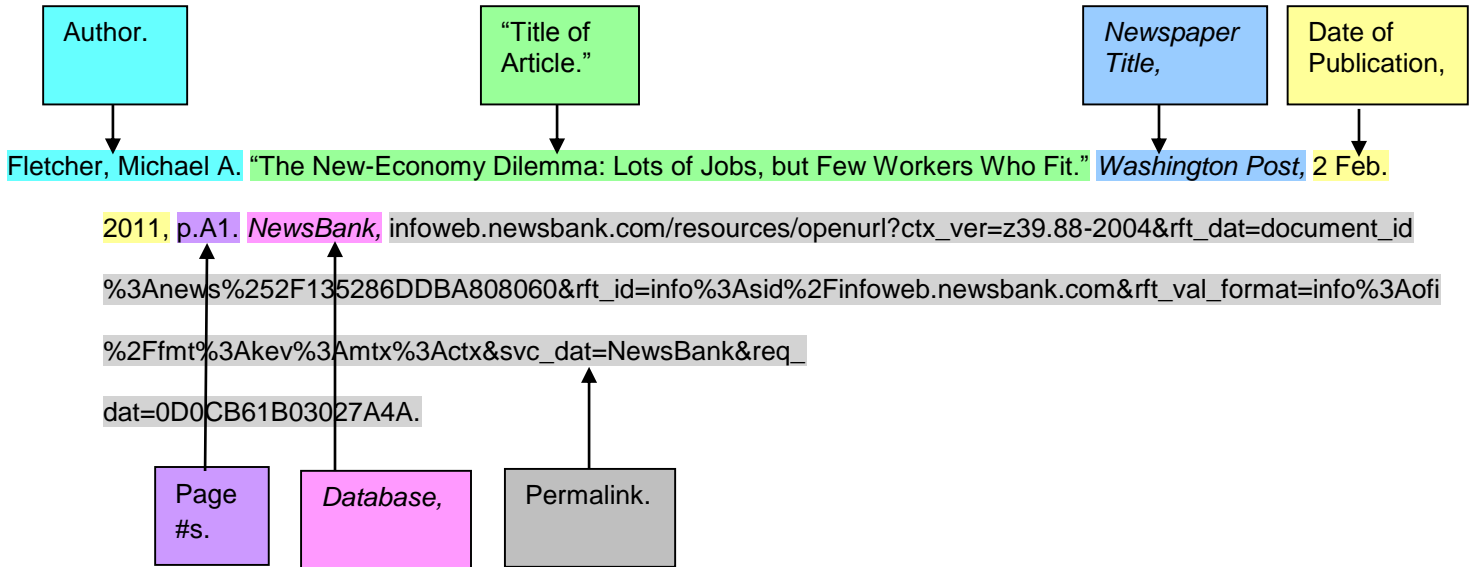 Author.
“Title of
Article.”
Newspaper
Title,
Date of
Publication,
Fletcher, Michael A. “The New-Economy Dilemma: Lots of Jobs, but Few Workers Who Fit.” Washington Post, 2 Feb.
2011, p.A1. NewsBank, infoweb.newsbank.com/resources/openurl?ctx_ver=z39.88-2004&rft_dat=document_id
%3Anews%252F135286DDBA808060&rft_id=info%3Asid%2Finfoweb.newsbank.com&rft_val_format=info%3Aofi
%2Ffmt%3Akev%3Amtx%3Actx&svc_dat=NewsBank&req_
dat=0D0CB61B03027A4A.
Page
#s.
Database,
Permalink.